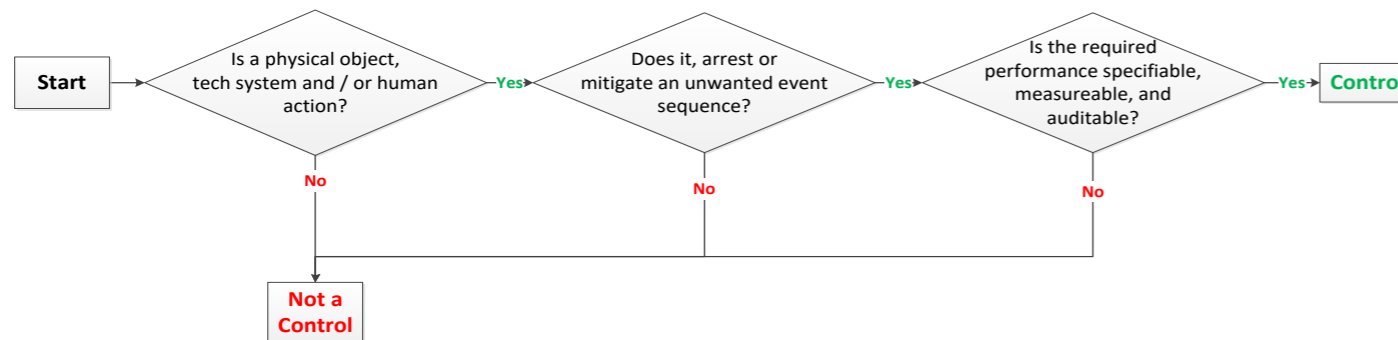 Start
Is a physical object,
tech system and / or human
action?
Yes
Does it, arrest or
mitigate an unwanted event
sequence?
Yes
Is the required
performance specifiable,
measureable, and
auditable?
Yes
Contro
No
No
No
Not a
Control